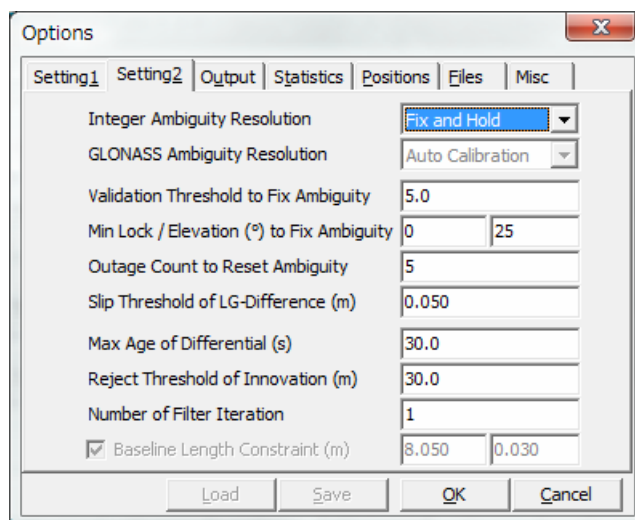 Options
Setting1 Setting2 Output Statistics Positions Files Misc
Integer Ambiguity Resolution Fix and Hold
GLONASS Ambiguity Resolution Auto Calibration
Validation Threshold to Fix Ambiguity 5.0
Min Lock / Elevation (°) to Fix Ambiguity 0 25
Outage Count to Reset Ambiguity 5
Slip Threshold of LG-Difference (m) 0.050
Max Age of Differential (s) 30.0
Reject Threshold of Innovation (m) 30.0
Number of Filter Iteration 1
Baseline Length Constraint (m) 8.050 0.030
Load Save OK Cancel